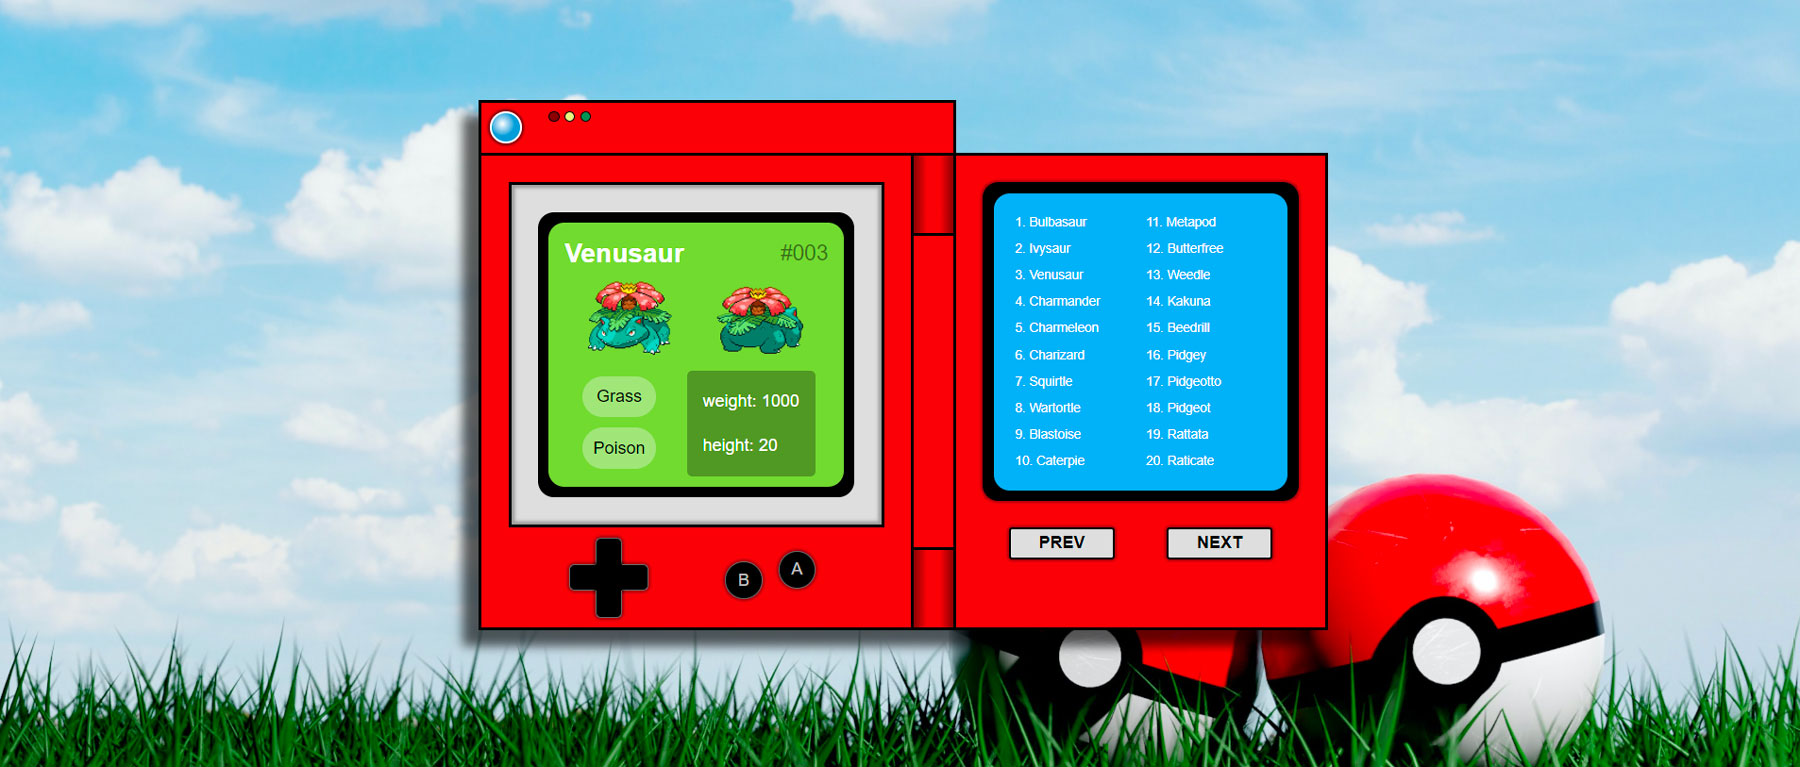 Venusaur #003
Grass
Poison
weight: 1000
height: 20
B A
1. Bulbasaur
2. Ivysaur
3. Venusaur
4. Charmander
5. Charmeleon
6. Charizard
7. Squirtle
8. Wartortle
9. Blastoise
10. Caterpie
11. Metapod
12. Butterfree
13. Weedle
14. Kakuna
15. Beedrill
16. Pidgey
17. Pidgeotto
18. Pidgeot
19. Rattata
20. Raticate
PREV NEXT